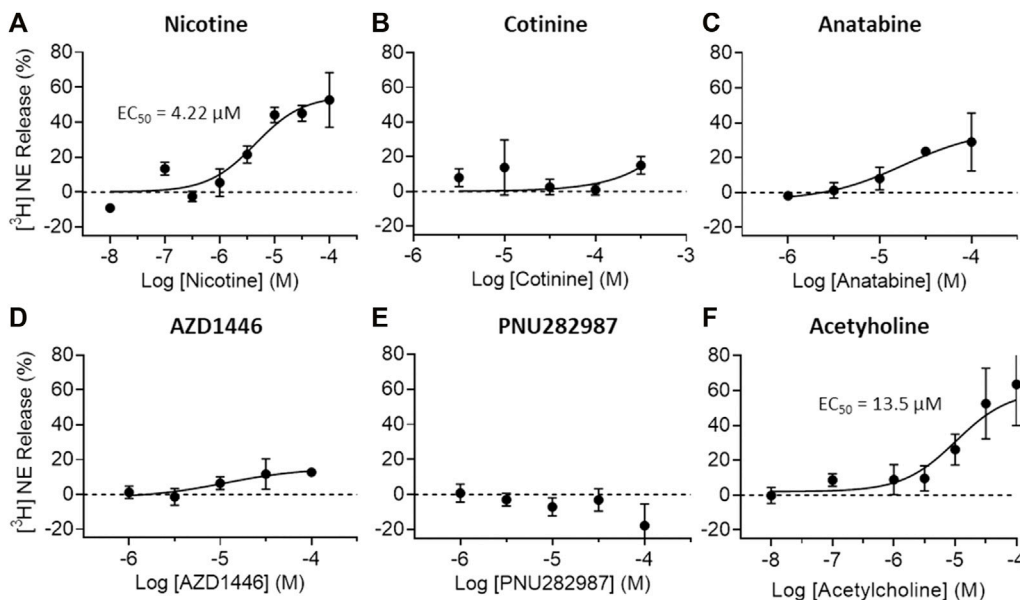 A Nicotine
[³H] NE Release (%)
80
60
40
20
0
-20
EC₅₀ = 4.22 µM
-8 -7 -6 -5 -4
Log [Nicotine] (M)
B Cotinine
80
60
40
20
0
-20
-6 -5 -4 -3
Log [Cotinine] (M)
C Anatabine
80
60
40
20
0
-20
-6 -5 -4
Log [Anatabine] (M)
D AZD1446
[³H] NE Release (%)
80
60
40
20
0
-20
-6 -5 -4
Log [AZD1446] (M)
E PNU282987
80
60
40
20
0
-20
-6 -5 -4
Log [PNU282987] (M)
F Acetyholine
80
60
40
20
0
-20
EC₅₀ = 13.5 µM
-8 -7 -6 -5 -4
Log [Acetylcholine] (M)